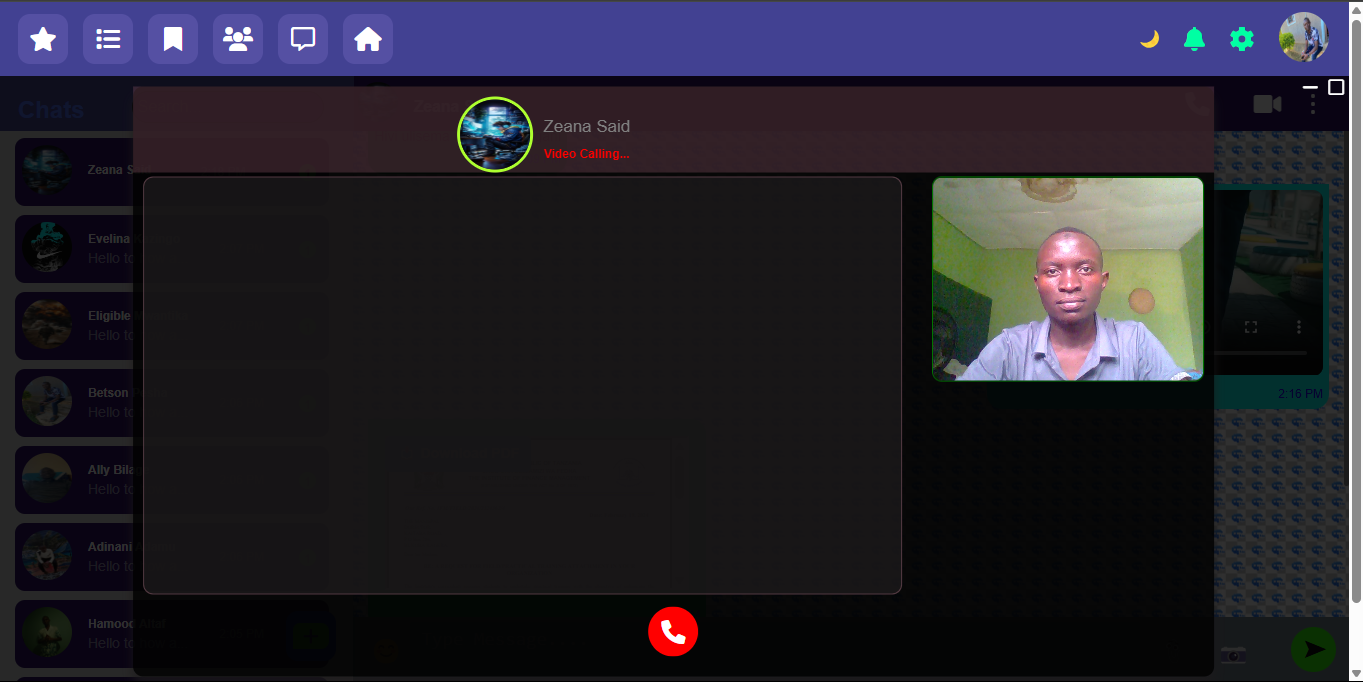 Chats
Zeana Said
Video Calling...
Zeana S
Evelina
Hello to
Eligible
Hello to
Betson
Hello to
Ally Bila
Hello to
Adinani
Hello to
Hamood
Hello to
2:16 PM